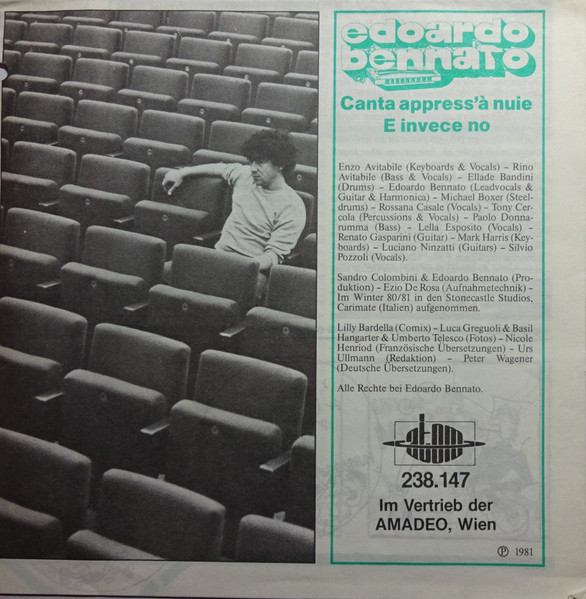 edoardo
bennato
Canta appress'à nuie
E invece no
Enzo Avitabile (Keyboards & Vocals) – Rino
Avitabile (Bass & Vocals) – Ellade Bandini
(Drums) – Edoardo Bennato (Leadvocals &
Guitar & Harmonica) – Michael Boxer (Steel-
drums) – Rossana Casale (Vocals) – Tony Cer-
cola (Percussions & Vocals) – Paolo Donna-
rumma (Bass) – Lella Esposito (Vocals) –
Renato Gasparini (Guitar) – Mark Harris (Key-
boards) – Luciano Ninzatti (Guitars) – Silvio
Pozzoli (Vocals).
Sandro Colombini & Edoardo Bennato (Pro-
duktion) – Ezio De Rosa (Aufnahmetechnik) –
Im Winter 80/81 in den Stonecastle Studios,
Carimate (Italien) aufgenommen.
Lilly Bardella (Comix) – Luca Greguoli & Basil
Hangarter & Umberto Telesco (Fotos) – Nicole
Henriod (Französische Übersetzungen) – Urs
Ullmann (Redaktion) – Peter Wagener
(Deutsche Übersetzungen).
Alle Rechte bei Edoardo Bennato.
238.147
Im Vertrieb der
AMADEO, Wien
Ⓟ 1981